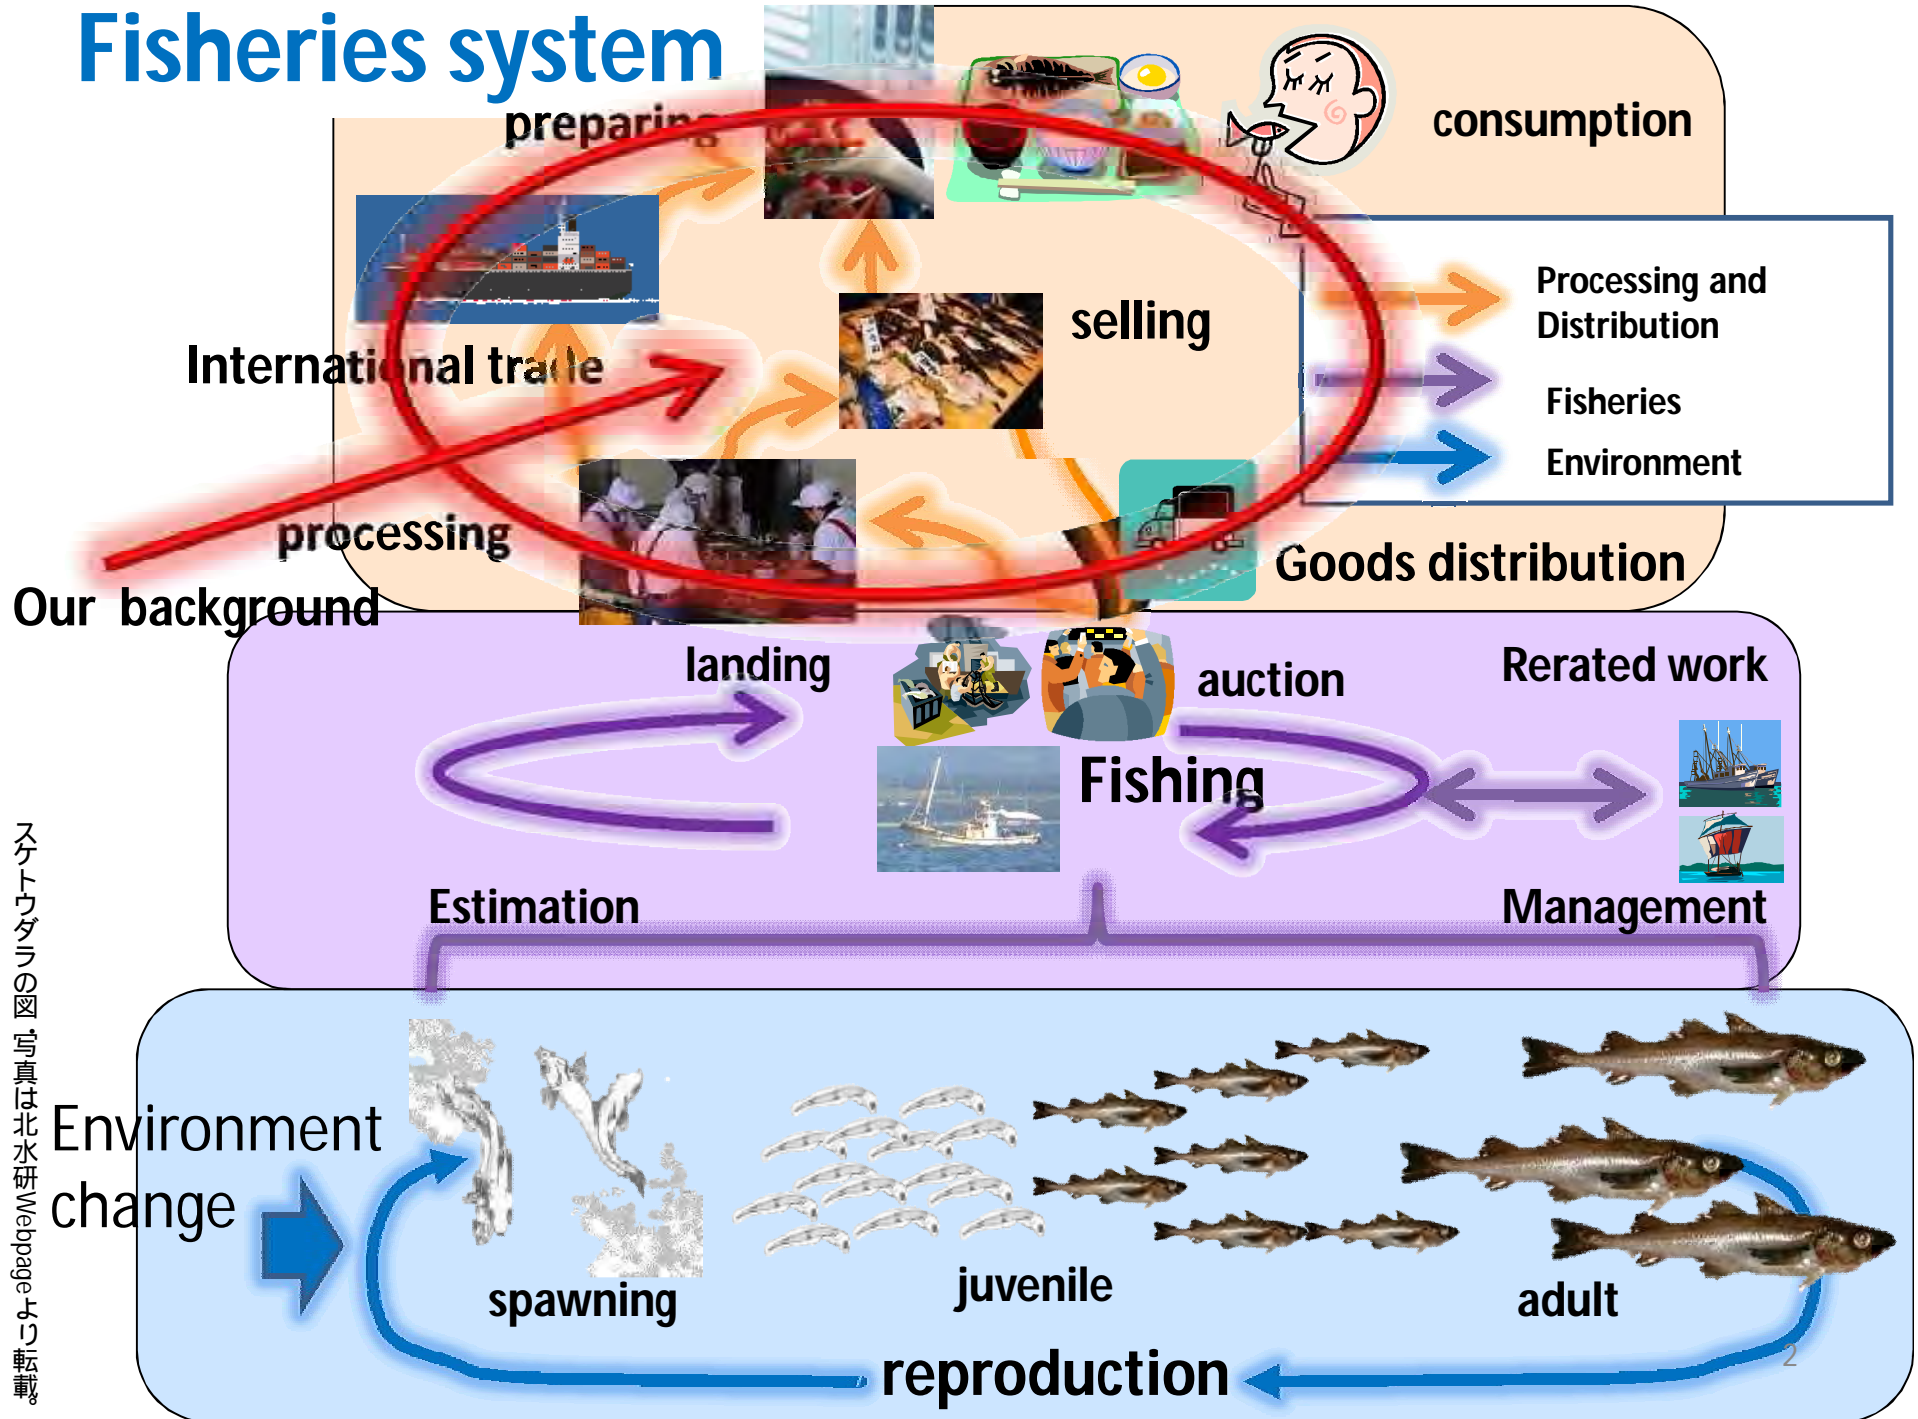 Fisheries system
preparing
consumption
International trade
selling
Processing and
Distribution
Fisheries
Environment
processing
Goods distribution
Our background
landing
auction
Rerated work
Fishing
Estimation
Management
Environment
change
spawning
juvenile
adult
reproduction
2
スケトウダラの図・写真は北水研Webpageより転載。